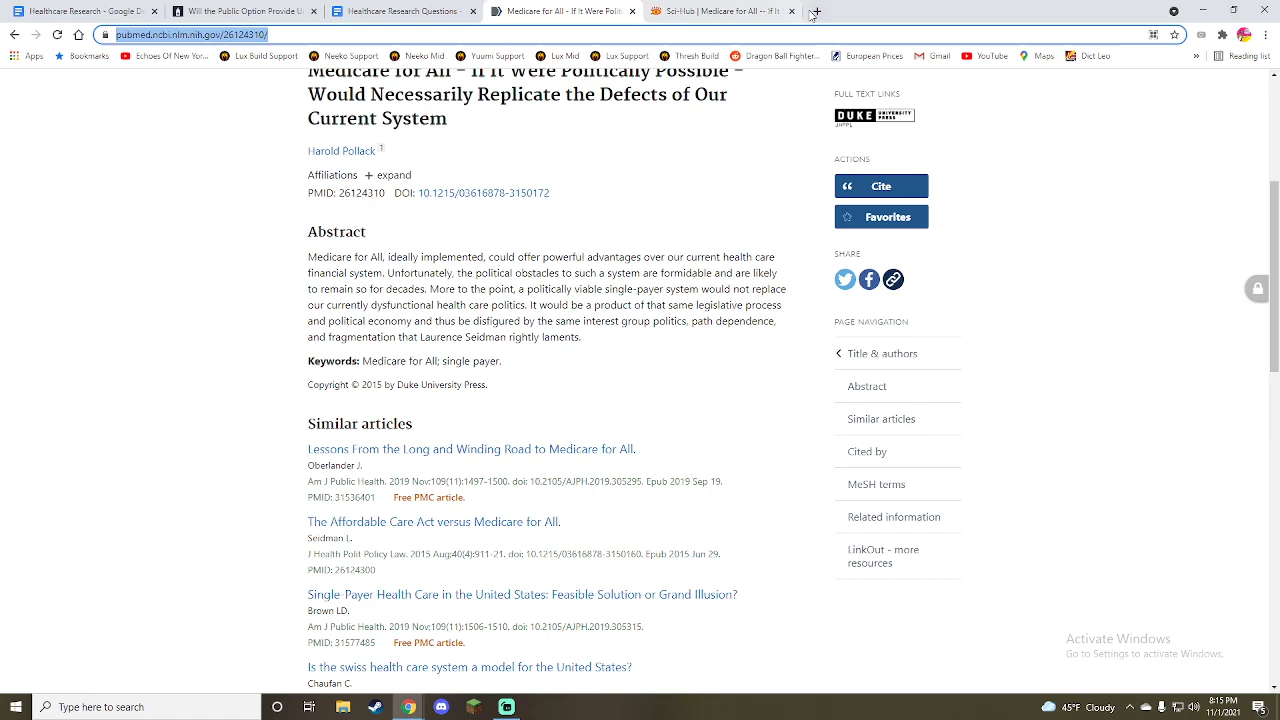 Healthcare Research - Google Do
Will the Public Option Provide U
Healthcare Research Questions -
Medicare for All - If It Were Polit
Sci-Hub | Medicare for All -- If It
pubmed.ncbi.nlm.nih.gov/26124310/
Apps
Bookmarks
Echoes Of New Yor...
Lux Build Support
Neeko Support
Neeko Mid
Yuumi Support
Lux Mid
Lux Support
Thresh Build
Dragon Ball Fighter...
European Prices
Gmail
YouTube
Maps
Dict Leo
»
Reading list
Medicare for All – If It Were Politically Possible –
Would Necessarily Replicate the Defects of Our
Current System
Harold Pollack 1
Affiliations + expand
PMID: 26124310 DOI: 10.1215/03616878-3150172
Abstract
Medicare for All, ideally implemented, could offer powerful advantages over our current health care
financial system. Unfortunately, the political obstacles to such a system are formidable and are likely
to remain so for decades. More to the point, a politically viable single-payer system would not replace
our currently dysfunctional health care politics. It would be a product of that same legislative process
and political economy and thus be disfigured by the same interest group politics, path dependence,
and fragmentation that Laurence Seidman rightly laments.
Keywords: Medicare for All; single payer.
Copyright © 2015 by Duke University Press.
Similar articles
Lessons From the Long and Winding Road to Medicare for All.
Oberlander J.
Am J Public Health. 2019 Nov;109(11):1497-1500. doi: 10.2105/AJPH.2019.305295. Epub 2019 Sep 19.
PMID: 31536401 Free PMC article.
The Affordable Care Act versus Medicare for All.
Seidman L.
J Health Polit Policy Law. 2015 Aug;40(4):911-21. doi: 10.1215/03616878-3150160. Epub 2015 Jun 29.
PMID: 26124300
Single-Payer Health Care in the United States: Feasible Solution or Grand Illusion?
Brown LD.
Am J Public Health. 2019 Nov;109(11):1506-1510. doi: 10.2105/AJPH.2019.305315.
PMID: 31577485 Free PMC article.
Is the swiss health care system a model for the United States?
Chaufan C.
FULL TEXT LINKS
DUKE UNIVERSITY PRESS
JHPPL
ACTIONS
Cite
Favorites
SHARE
PAGE NAVIGATION
Title & authors
Abstract
Similar articles
Cited by
MeSH terms
Related information
LinkOut - more
resources
Activate Windows
Go to Settings to activate Windows.
Type here to search
49°F
8:15 PM
11/1/2021